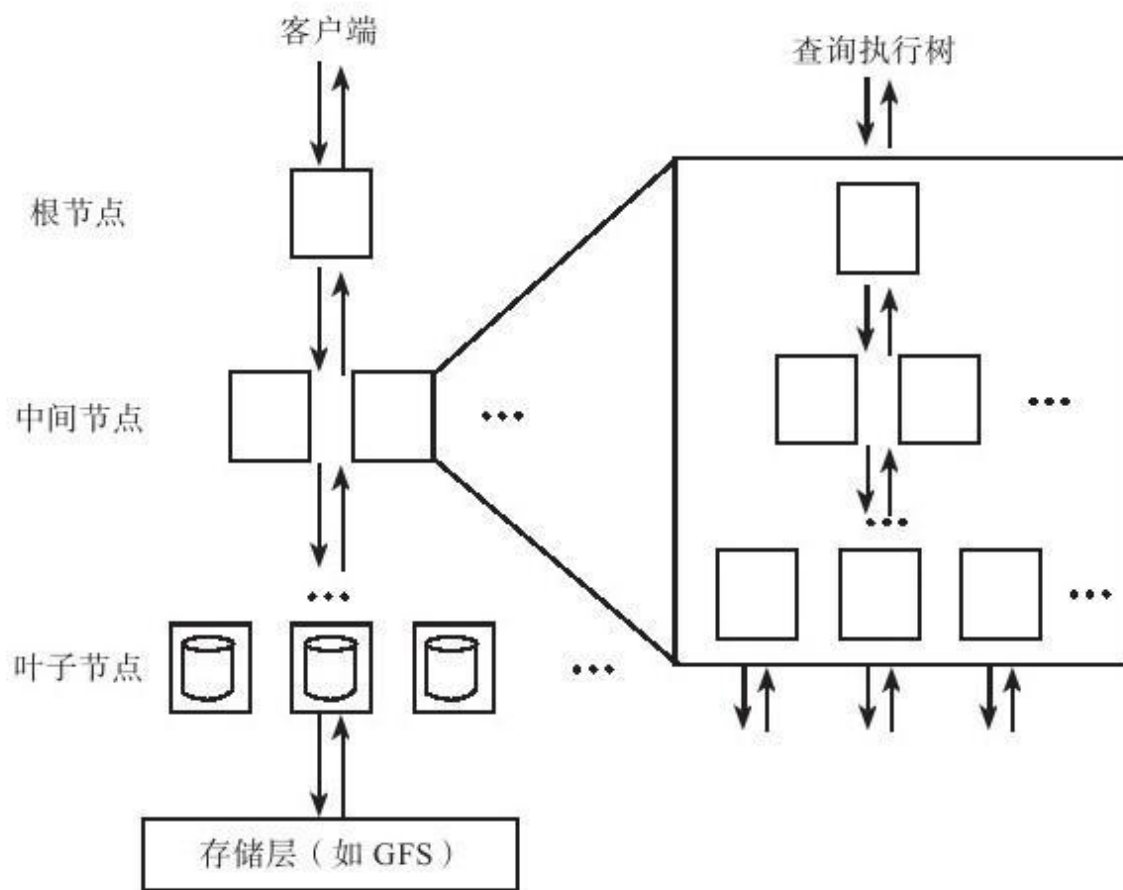 客户端
查询执行树
根节点
中间节点
叶子节点
存储层（如 GFS）